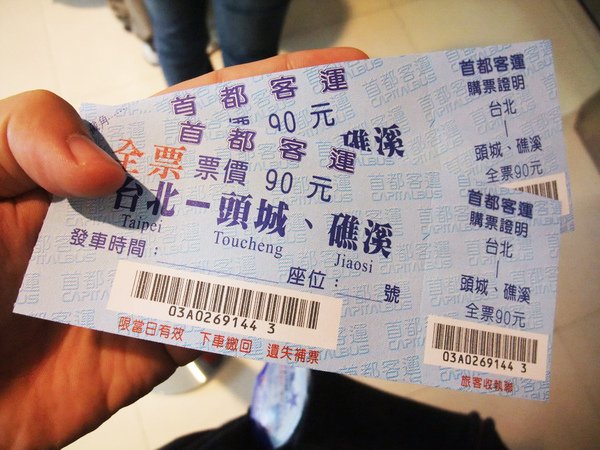 首都客運
90元
礁溪
首都客運
購票證明
台北
|
頭城、礁溪
全票90元
首都客運
全票 票價 90元
台北－頭城、礁溪
Taipei Toucheng Jiaosi
發車時間： 座位： 號
03A0269144 3
限當日有效 下車繳回 遺失補票
首都客運
購票證明
台北
|
頭城、礁溪
全票90元
03A0269144 3
旅客收執聯